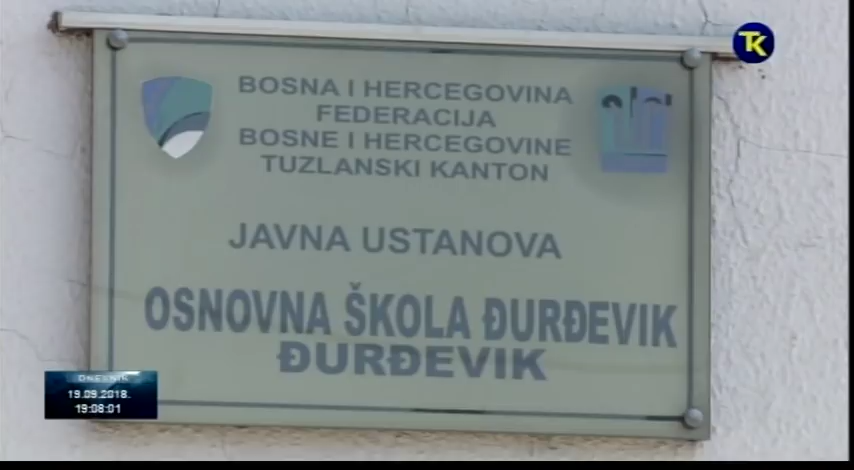 TK
BOSNA I HERCEGOVINA
FEDERACIJA
BOSNE I HERCEGOVINE
TUZLANSKI KANTON
JAVNA USTANOVA
OSNOVNA ŠKOLA ĐURĐEVIK
ĐURĐEVIK
DNEVNIK
19.09.2018.
19:08:01